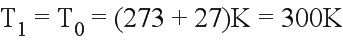 T₁ = T₀ = (273 + 27)K = 300K